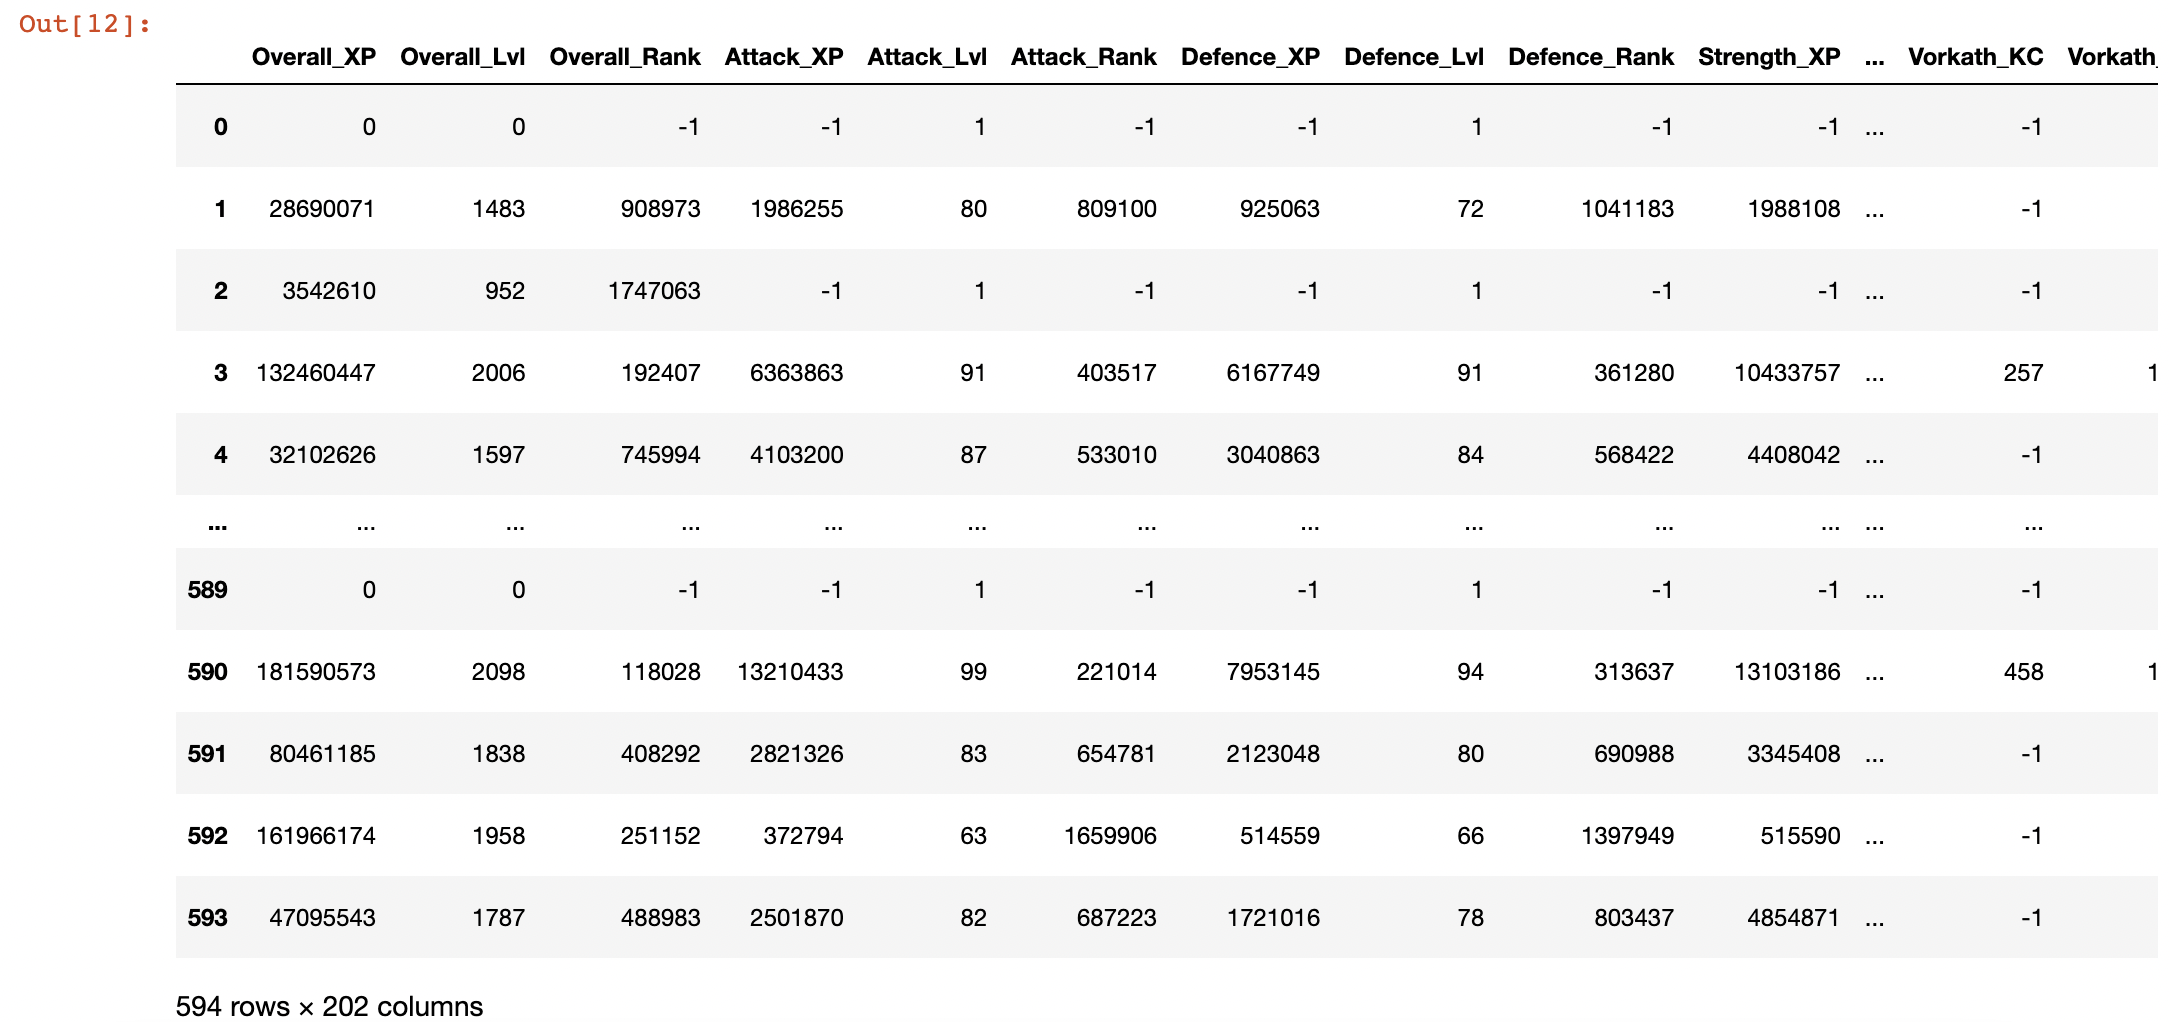 Out[12]:
Overall_XP Overall_Lvl Overall_Rank Attack_XP Attack_Lvl Attack_Rank Defence_XP Defence_Lvl Defence_Rank Strength_XP ... Vorkath_KC Vorkath_
0 0 0 -1 -1 1 -1 -1 1 -1 -1 ... -1
1 28690071 1483 908973 1986255 80 809100 925063 72 1041183 1988108 ... -1
2 3542610 952 1747063 -1 1 -1 -1 1 -1 -1 ... -1
3 132460447 2006 192407 6363863 91 403517 6167749 91 361280 10433757 ... 257 1
4 32102626 1597 745994 4103200 87 533010 3040863 84 568422 4408042 ... -1
... ... ... ... ... ... ... ... ... ... ... ... ...
589 0 0 -1 -1 1 -1 -1 1 -1 -1 ... -1
590 181590573 2098 118028 13210433 99 221014 7953145 94 313637 13103186 ... 458 1
591 80461185 1838 408292 2821326 83 654781 2123048 80 690988 3345408 ... -1
592 161966174 1958 251152 372794 63 1659906 514559 66 1397949 515590 ... -1
593 47095543 1787 488983 2501870 82 687223 1721016 78 803437 4854871 ... -1
594 rows × 202 columns